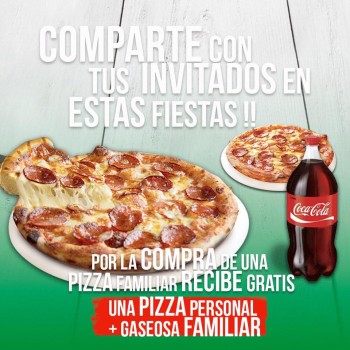 COMPARTE CON
TUS INVITADOS EN
ESTAS FIESTAS !!
Coca-Cola
POR LA COMPRA DE UNA
PIZZA FAMILIAR RECIBE GRATIS
UNA PIZZA PERSONAL
+ GASEOSA FAMILIAR